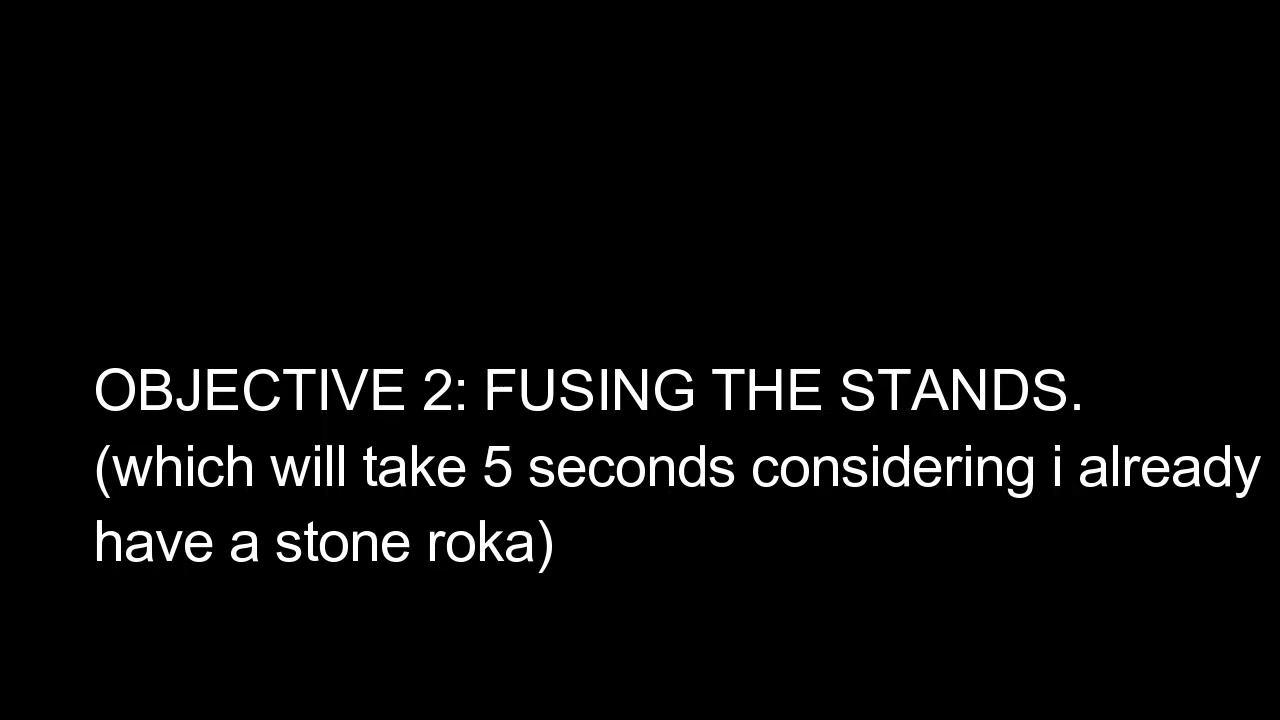 OBJECTIVE 2: FUSING THE STANDS.
(which will take 5 seconds considering i already
have a stone roka)